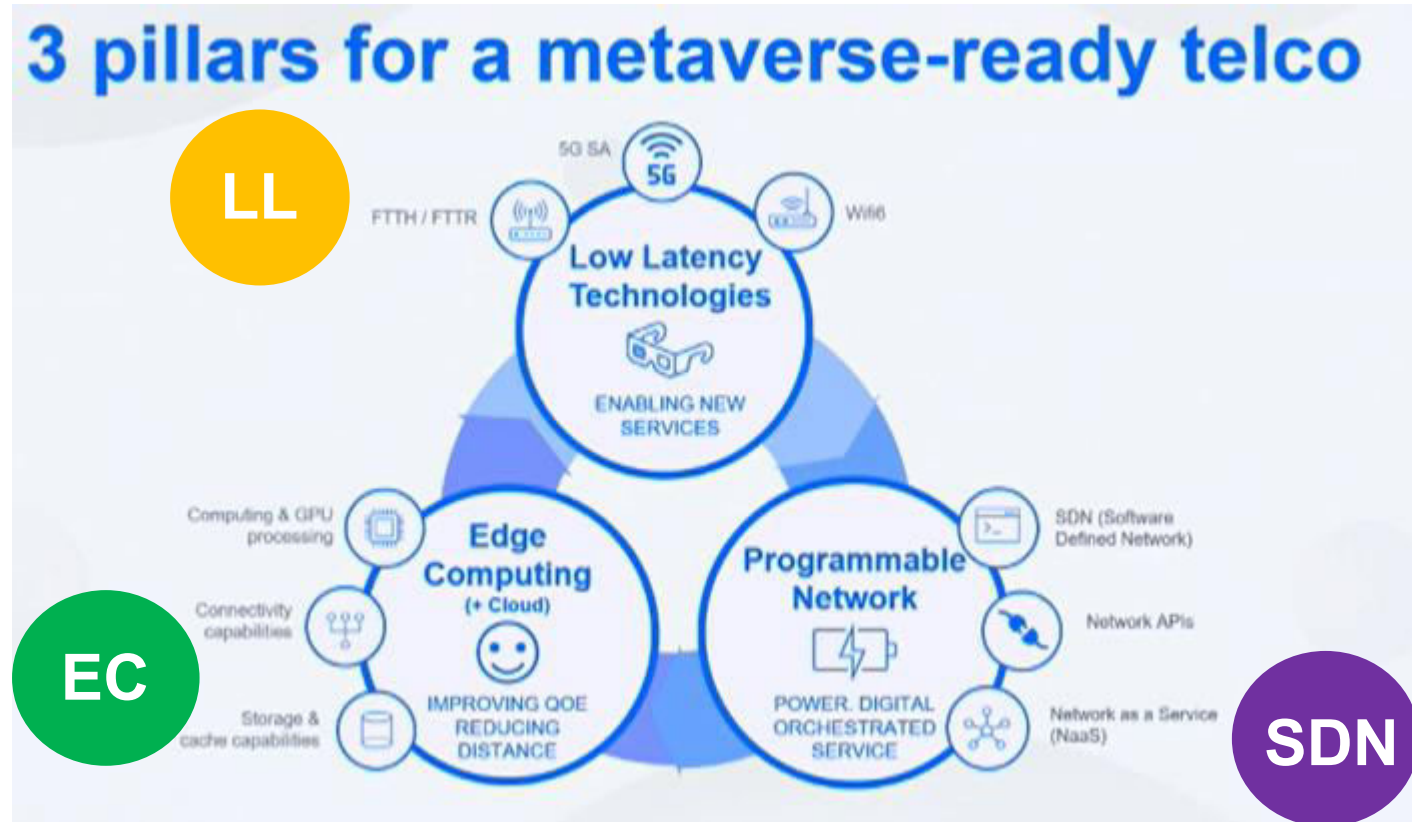 3 pillars for a metaverse-ready telco
LL
5G SA
5G
FTTH / FTTR
Wifi6
Low Latency
Technologies
ENABLING NEW
SERVICES
Computing & GPU
processing
Connectivity
capabilities
Storage &
cache capabilities
EC
Edge
Computing
(+ Cloud)
IMPROVING QOE
REDUCING
DISTANCE
Programmable
Network
POWER. DIGITAL
ORCHESTRATED
SERVICE
SDN (Software
Defined Network)
Network APIs
Network as a Service
(NaaS)
SDN